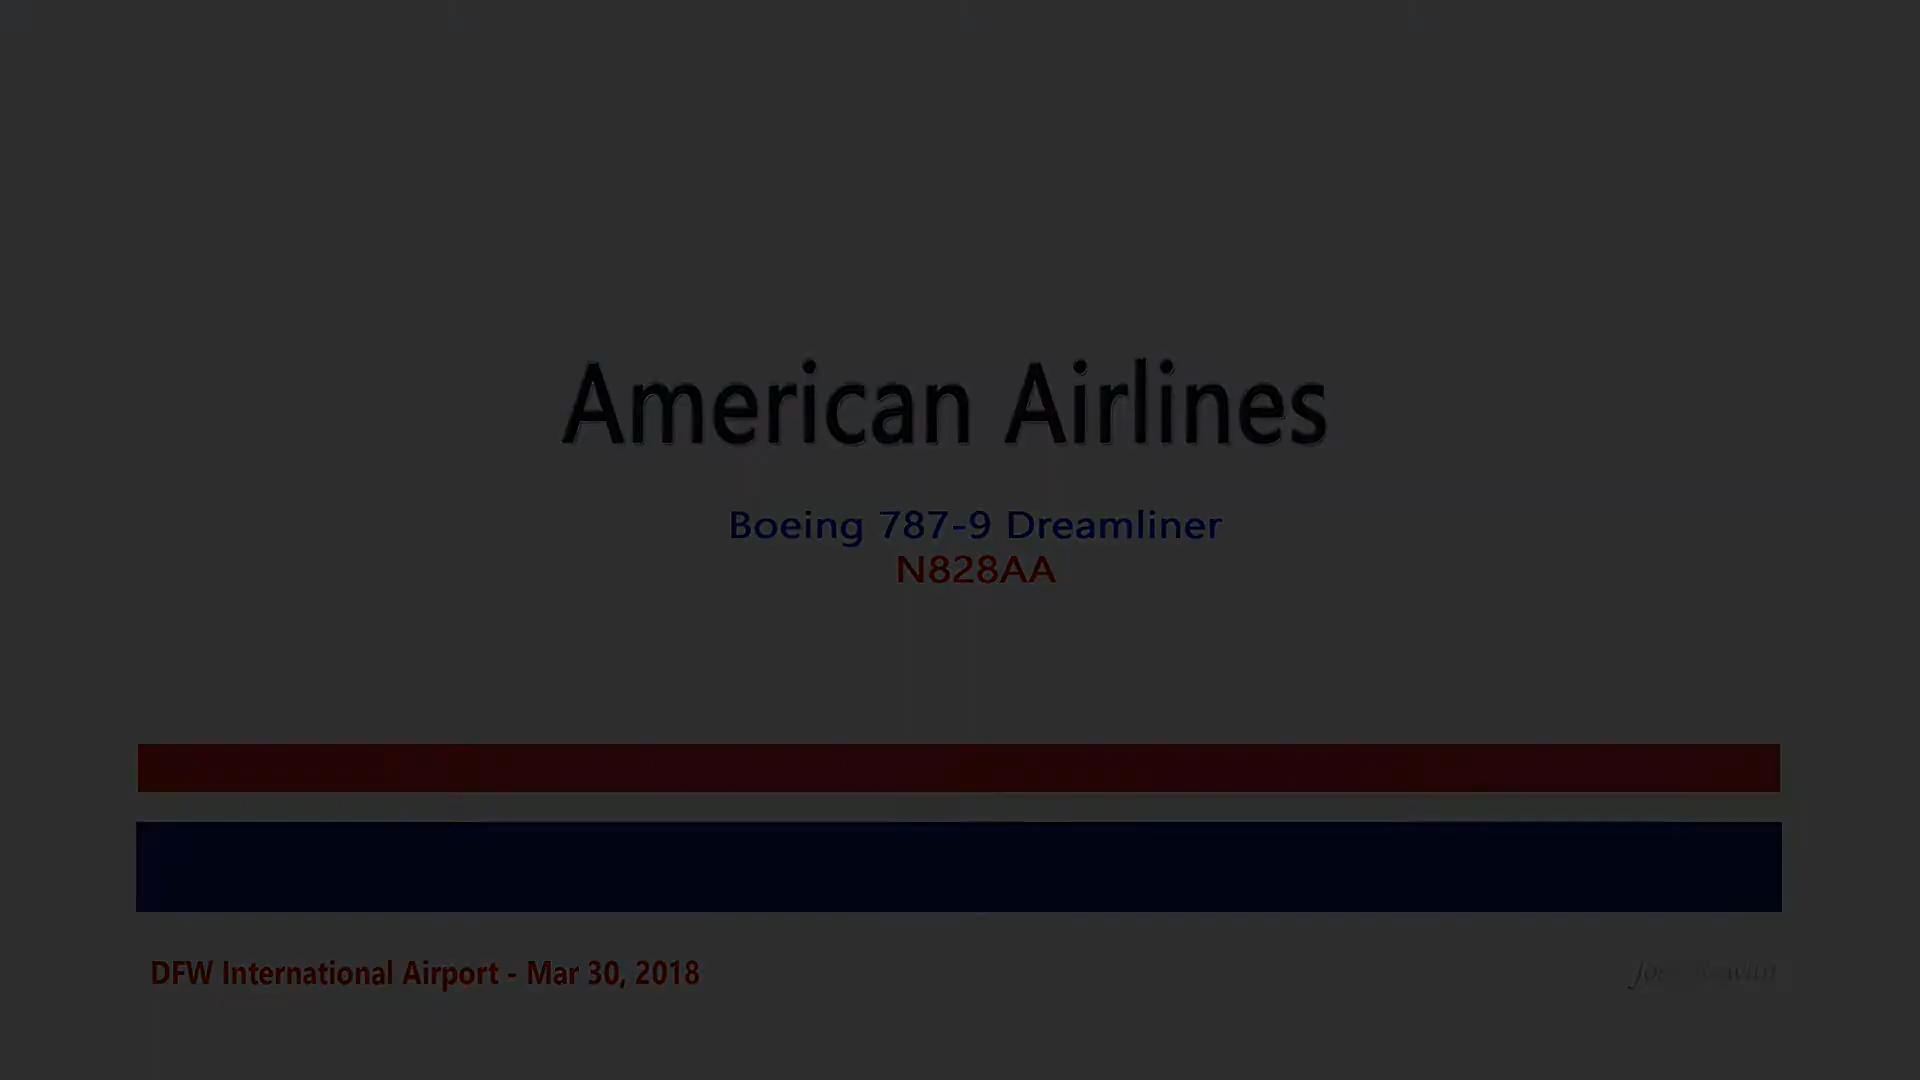 American Airlines
Boeing 787-9 Dreamliner
N828AA
DFW International Airport - Mar 30, 2018